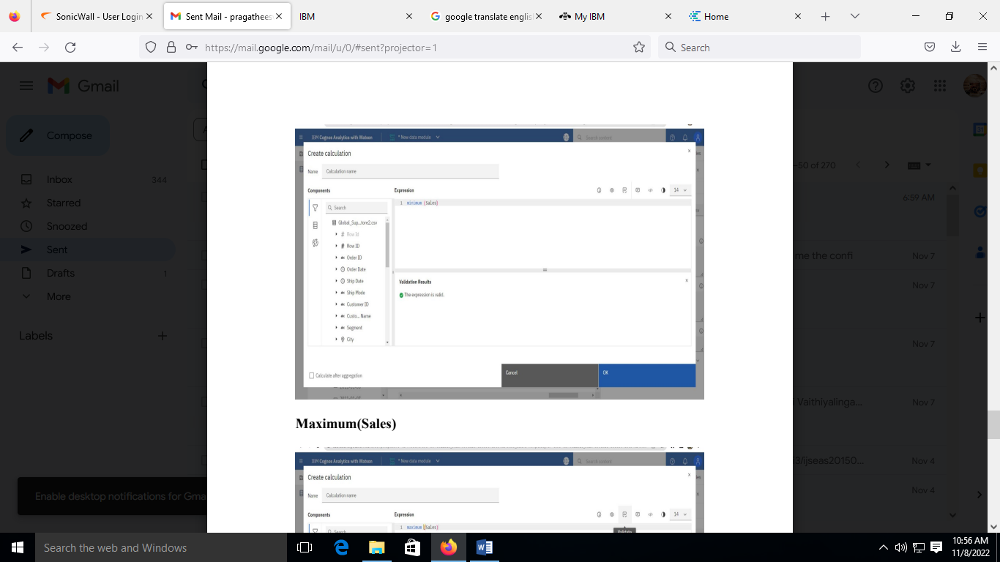 SonicWall - User Login
Sent Mail - pragathees
IBM
google translate english
My IBM
Home
https://mail.google.com/mail/u/0/#sent?projector=1
Search
Gmail
Compose
Inbox 344
Starred
Snoozed
Sent
Drafts 1
More
Labels
-50 of 270
6:59 AM
me the confi Nov 7
Nov 7
Nov 7
Vaithiyalinga... Nov 7
3/ijseas20150... Nov 4
Nov 4
Enable desktop notifications for Gma
IBM Cognos Analytics with Watson
* New data module
Search content
Create calculation
Name Calculation name
Components
Expression
14
Search
1 minimum (Sales)
Global_Sup...tore2.csv
Row Id
Row ID
Order ID
Order Date
Ship Date
Ship Mode
Customer ID
Custo... Name
Segment
City
Validation Results
The expression is valid.
Calculate after aggregation
Cancel
OK
Maximum(Sales)
IBM Cognos Analytics with Watson
* New data module
Search content
Create calculation
Name Calculation name
Components
Expression
14
Search
1 maximum (Sales)
Validate
Search the web and Windows
10:56 AM
11/8/2022